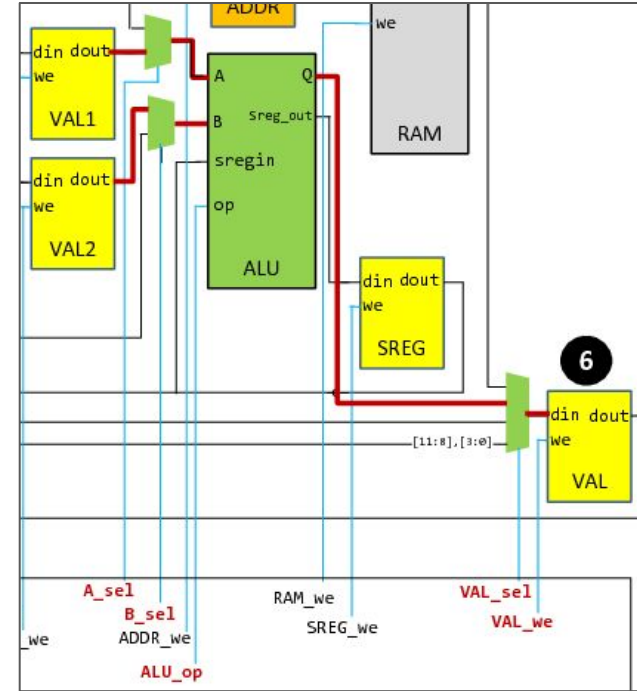 ADDR
din dout
we
VAL1
A
Q
B
Sreg_out
sregin
op
ALU
we
RAM
din dout
we
VAL2
din dout
we
SREG
6
din dout
we
VAL
[11:8],[3:0]
A_sel
B_sel
_we
ADDR_we
ALU_op
RAM_we
SREG_we
VAL_sel
VAL_we